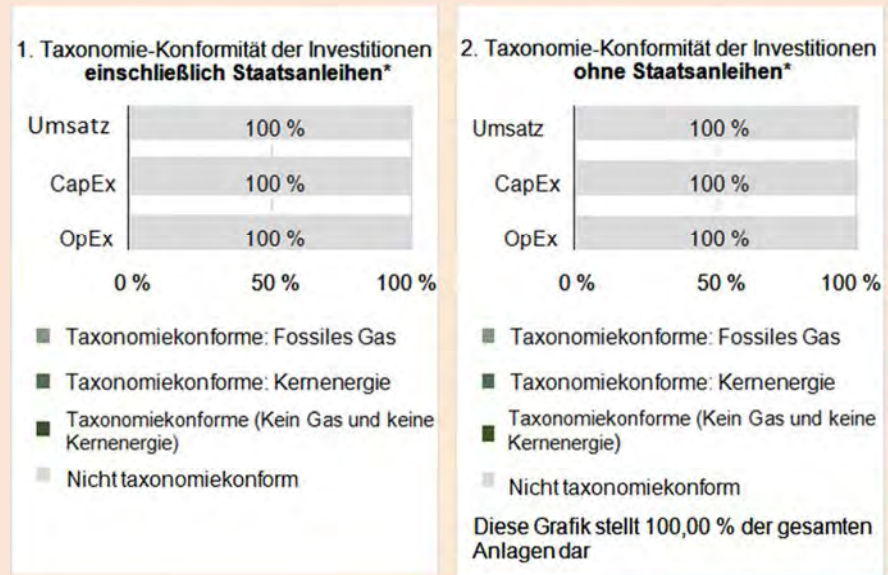 1. Taxonomie-Konformität der Investitionen
einschließlich Staatsanleihen*
Umsatz 100 %
CapEx 100 %
OpEx 100 %
0 % 50 % 100 %
Taxonomiekonforme: Fossiles Gas
Taxonomiekonforme: Kernenergie
Taxonomiekonforme (Kein Gas und keine
Kernenergie)
Nicht taxonomiekonform
2. Taxonomie-Konformität der Investitionen
ohne Staatsanleihen*
Umsatz 100 %
CapEx 100 %
OpEx 100 %
0 % 50 % 100 %
Taxonomiekonforme: Fossiles Gas
Taxonomiekonforme: Kernenergie
Taxonomiekonforme (Kein Gas und keine
Kernenergie)
Nicht taxonomiekonform
Diese Grafik stellt 100,00 % der gesamten
Anlagen dar